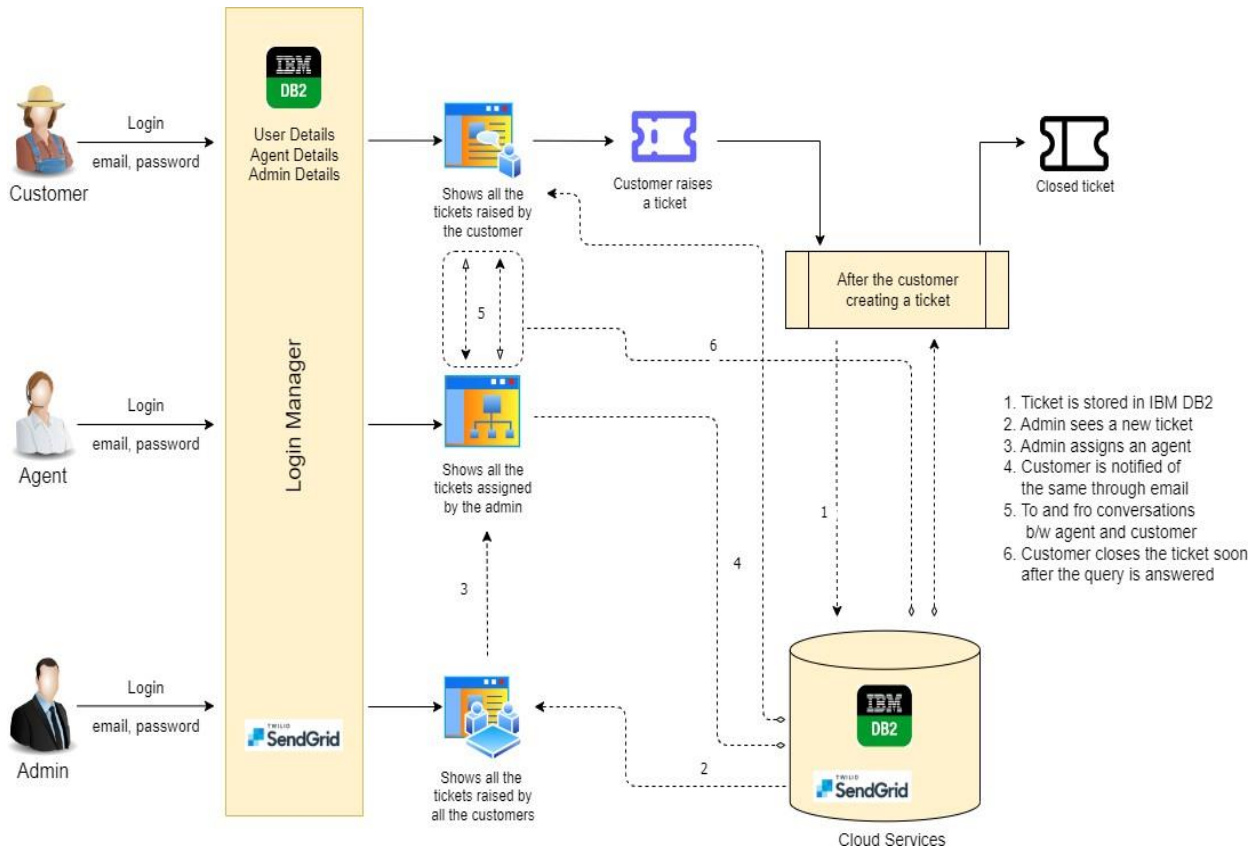 IBM
DB2
User Details
Agent Details
Admin Details
Login Manager
TWILIO
SendGrid
Login
email, password
Customer
Login
email, password
Agent
Login
email, password
Admin
Shows all the
tickets raised by
the customer
Customer raises
a ticket
Closed ticket
After the customer
creating a ticket
5
6
Shows all the
tickets assigned
by the admin
1
4
3
2
Shows all the
tickets raised by
all the customers
1. Ticket is stored in IBM DB2
2. Admin sees a new ticket
3. Admin assigns an agent
4. Customer is notified of
the same through email
5. To and fro conversations
b/w agent and customer
6. Customer closes the ticket soon
after the query is answered
IBM
DB2
TWILIO
SendGrid
Cloud Services